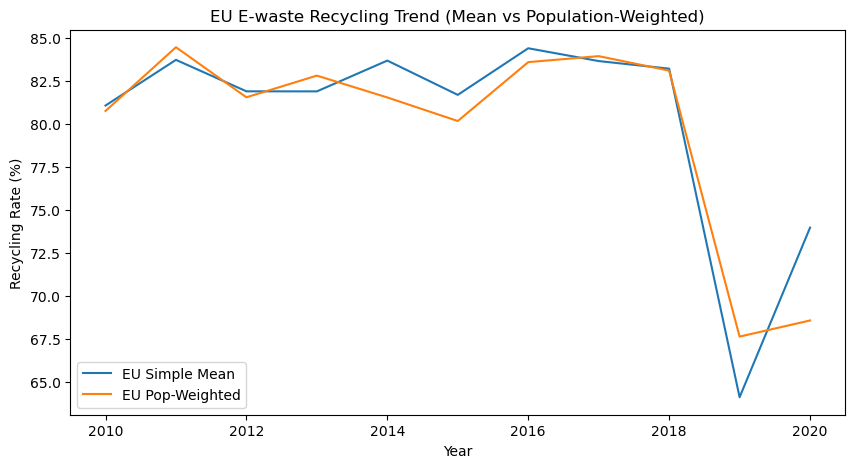 EU E-waste Recycling Trend (Mean vs Population-Weighted)
Recycling Rate (%)
85.0
82.5
80.0
77.5
75.0
72.5
70.0
67.5
65.0
EU Simple Mean
EU Pop-Weighted
2010 2012 2014 2016 2018 2020
Year